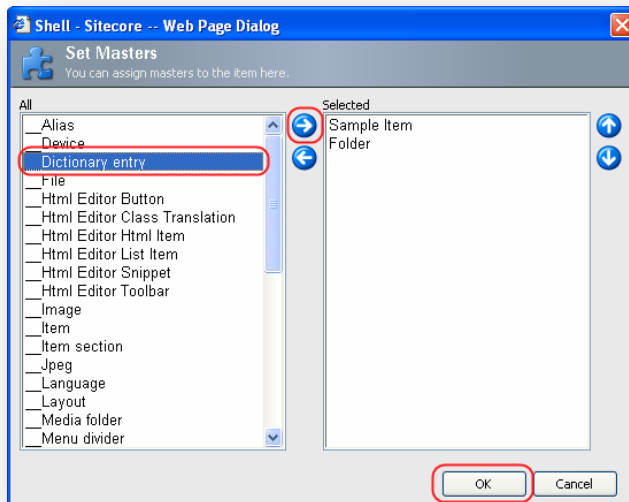 Shell - Sitecore -- Web Page Dialog
Set Masters
You can assign masters to the item here.
All
__Alias
__Device
__Dictionary entry
__File
__Html Editor Button
__Html Editor Class Translation
__Html Editor Html Item
__Html Editor List Item
__Html Editor Snippet
__Html Editor Toolbar
__Image
__Item
__Item section
__Jpeg
__Language
__Layout
__Media folder
__Menu divider
Selected
Sample Item
Folder
OK
Cancel